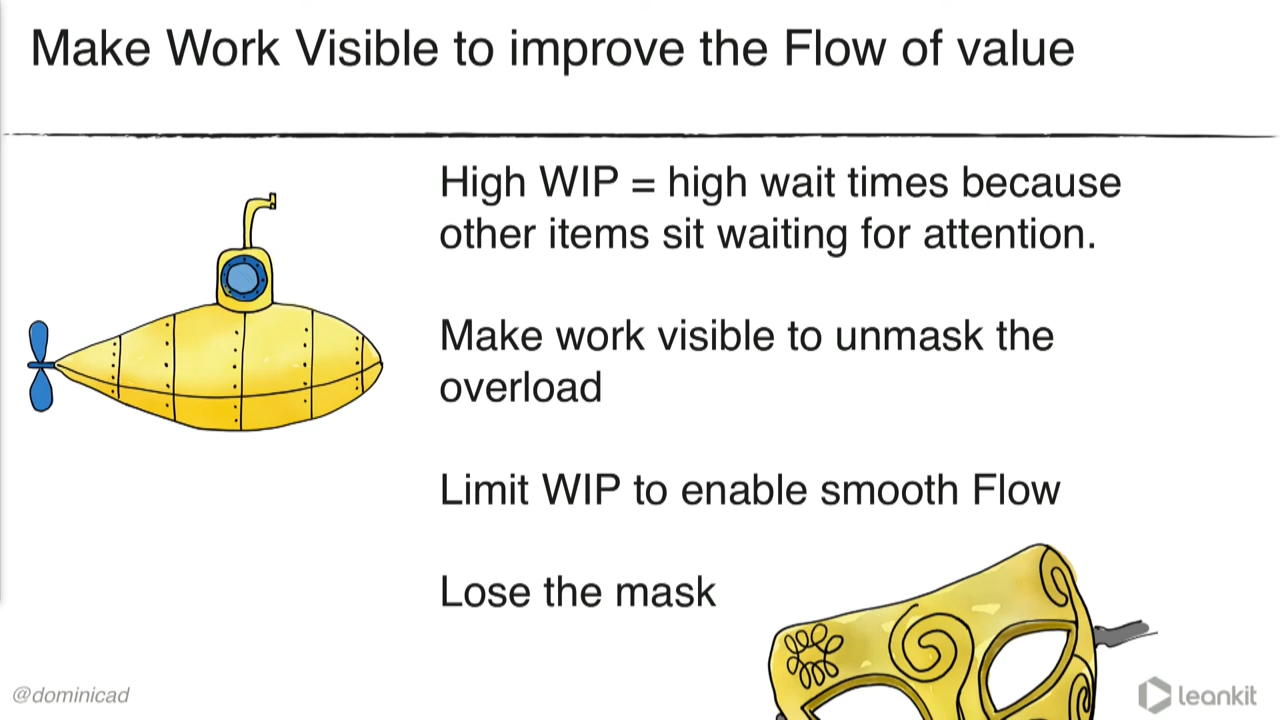 Make Work Visible to improve the Flow of value
High WIP = high wait times because
other items sit waiting for attention.
Make work visible to unmask the
overload
Limit WIP to enable smooth Flow
Lose the mask
@dominicad
leankit